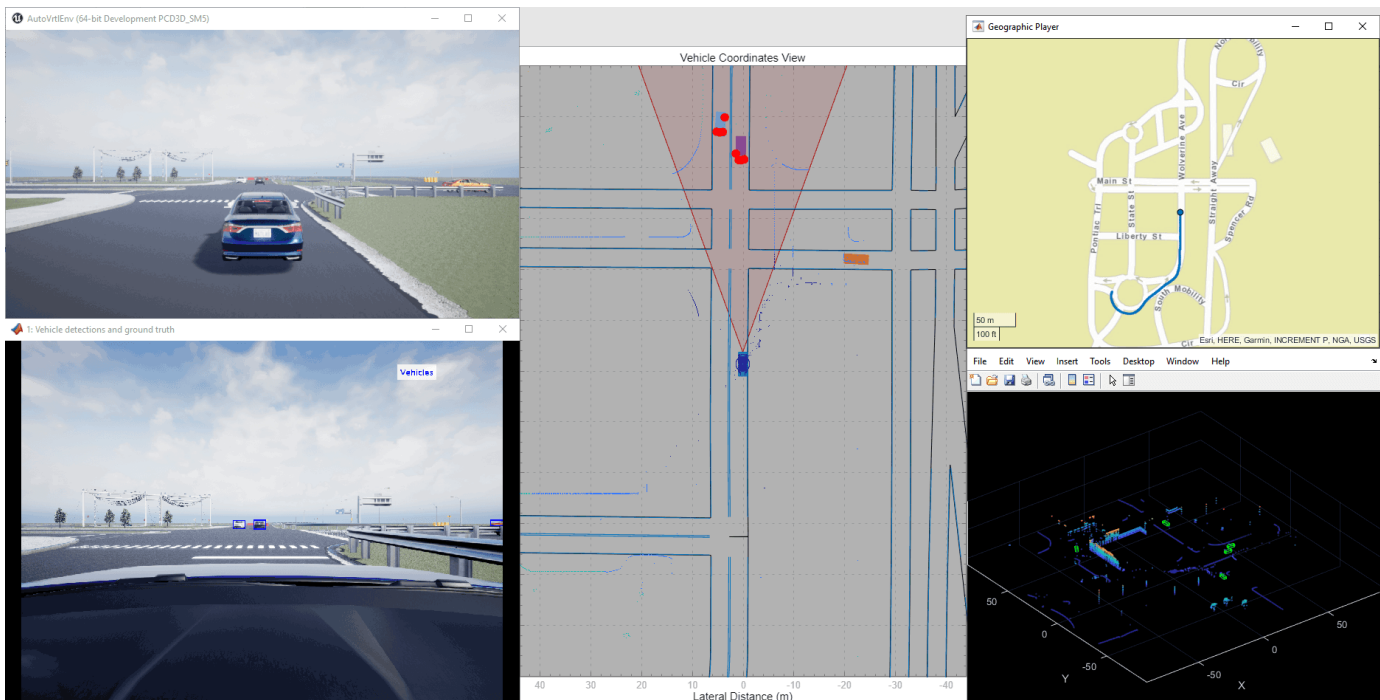 AutoVrtlEnv (64-bit Development PCD3D_SM5)
1: Vehicle detections and ground truth
Vehicles
Vehicle Coordinates View
40 30 20 10 0 -10 -20 -30 -40
Lateral Distance (m)
Geographic Player
Cir
Wolverine Ave
Straight Away
Main St
State St
Pontiac Trl
Spencer Rd
Liberty St
South Mobility
Cir
50 m
100 ft
Esri, HERE, Garmin, INCREMENT P, NGA, USGS
File Edit View Insert Tools Desktop Window Help
50
0
-50
Y
-50
0
50
X